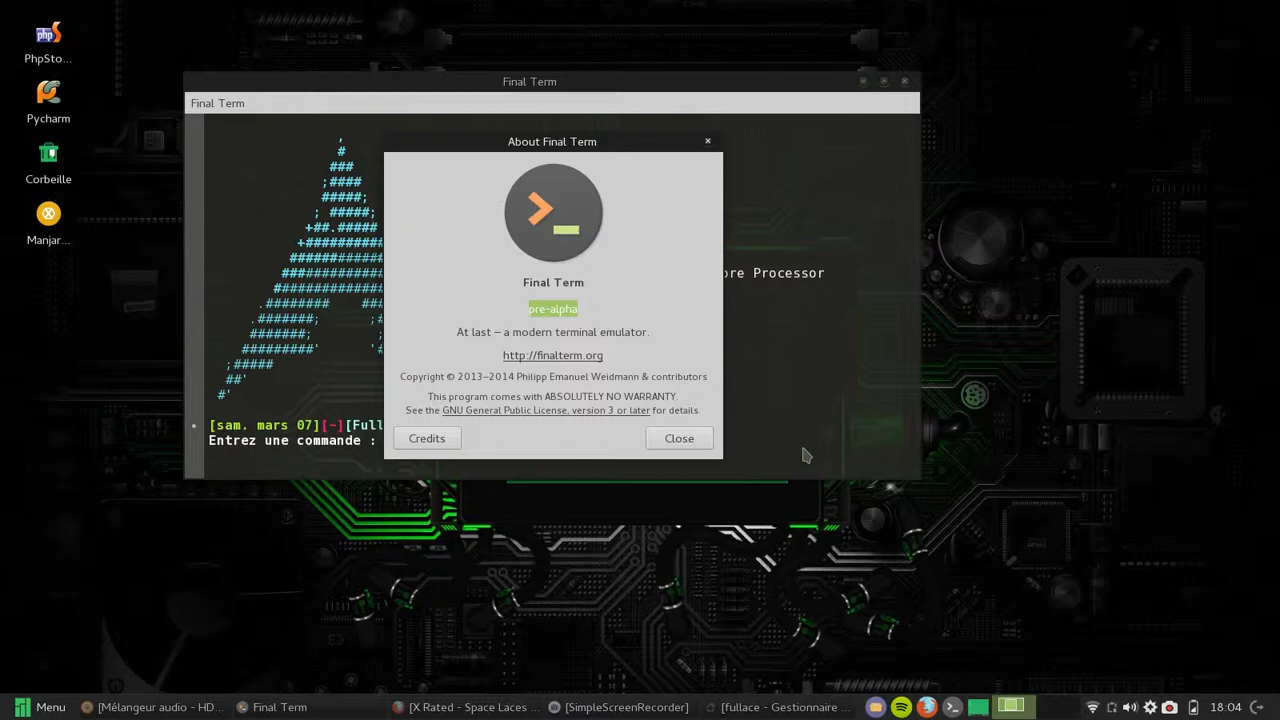 PhpSto...
Pycharm
Corbeille
Manjar...
Final Term
Final Term
About Final Term
Final Term
pre-alpha
At last – a modern terminal emulator.
http://finalterm.org
Copyright © 2013–2014 Philipp Emanuel Weidmann & contributors
This program comes with ABSOLUTELY NO WARRANTY.
See the GNU General Public License, version 3 or later for details.
Credits
Close
Processor
[sam. mars 07][~][Full
Entrez une commande :
Menu
[Mélangeur audio - HD ...
Final Term
[X Rated - Space Laces ...
[SimpleScreenRecorder]
[fullace - Gestionnaire ...
18:04